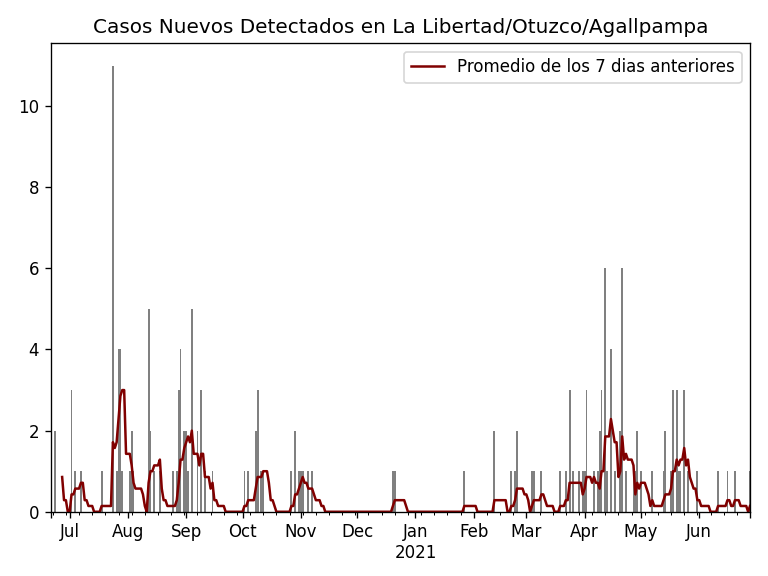 Casos Nuevos Detectados en La Libertad/Otuzco/Agallpampa
Promedio de los 7 dias anteriores
10
8
6
4
2
0
Jul Aug Sep Oct Nov Dec Jan Feb Mar Apr May Jun
2021